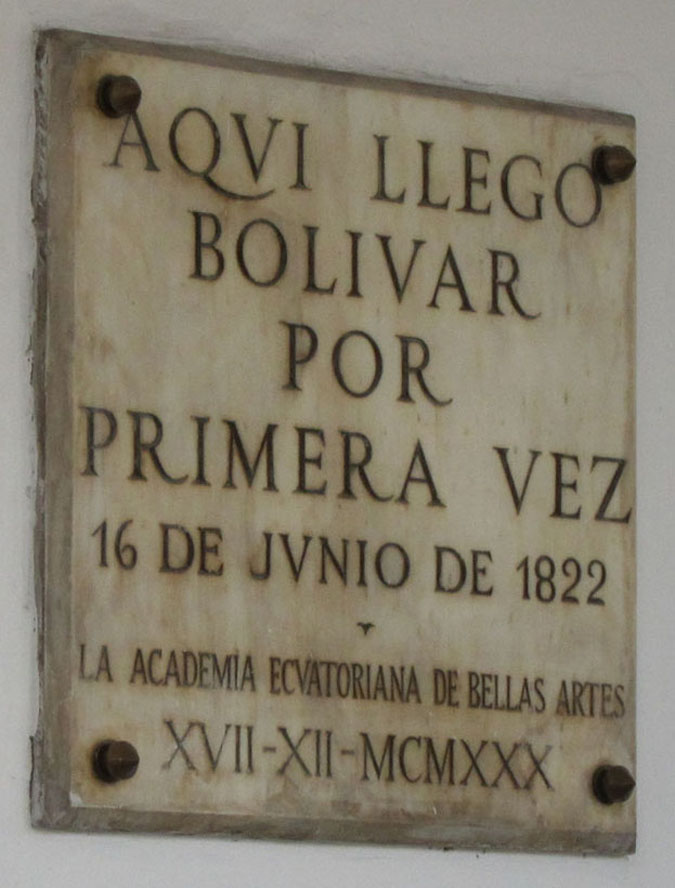 AQVI LLEGO
BOLIVAR
POR
PRIMERA VEZ
16 DE JVNIO DE 1822
LA ACADEMIA ECVATORIANA DE BELLAS ARTES
XVII-XII-MCMXXX